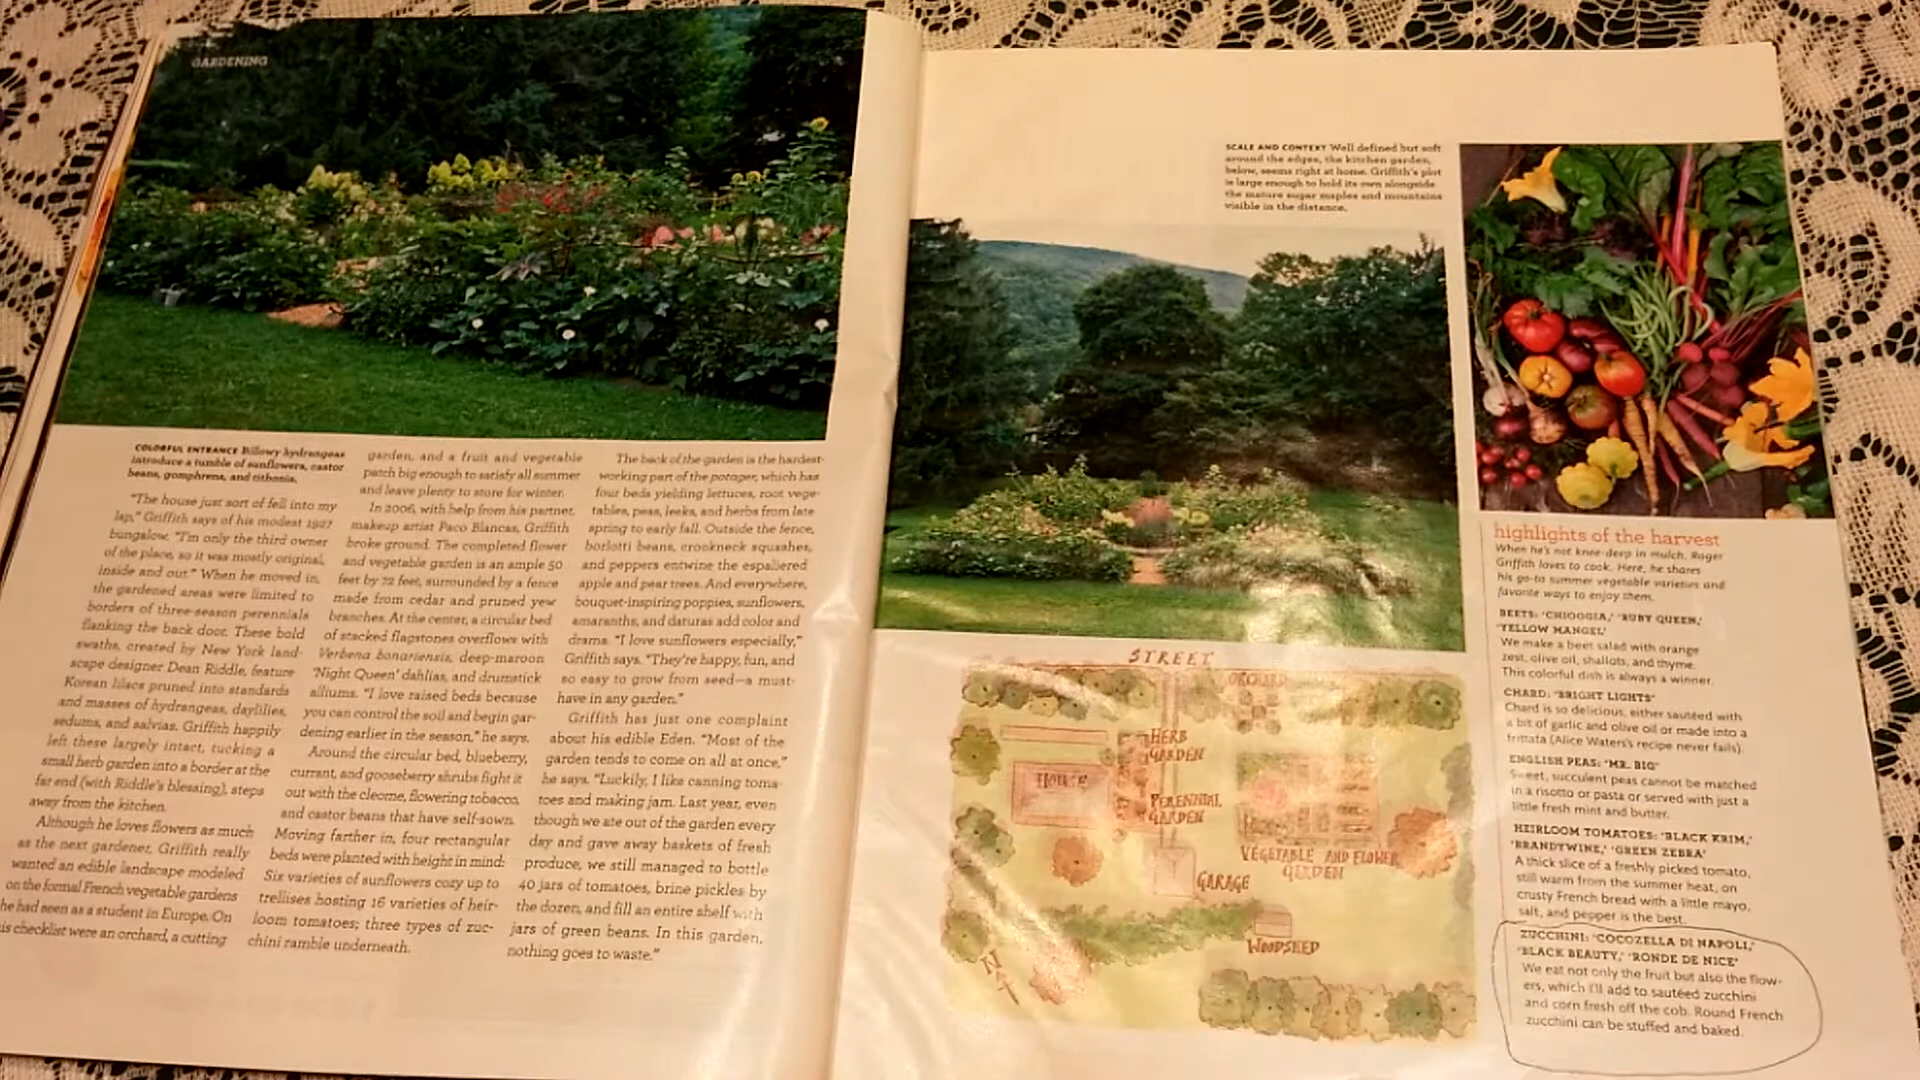 GARDENING
COLORFUL ENTRANCE Billowy hydrangeas
introduce a tumble of sunflowers, castor
beans, gomphrena, and tithonia.
"The house just sort of fell into my
lap," Griffith says of his modest 1927
bungalow. "I'm only the third owner
of the place, so it was mostly original,
inside and out." When he moved in,
the gardened areas were limited to
borders of three-season perennials
flanking the back door. These bold
swaths, created by New York land-
scape designer Dean Riddle, feature
Korean lilacs pruned into standards
and masses of hydrangeas, daylilies,
sedums, and salvias. Griffith happily
left these largely intact, tucking a
small herb garden into a border at the
far end (with Riddle's blessing), steps
away from the kitchen.
Although he loves flowers as much
as the next gardener, Griffith really
wanted an edible landscape modeled
on the formal French vegetable gardens
he had seen as a student in Europe. On
is checklist were an orchard, a cutting
garden, and a fruit and vegetable
patch big enough to satisfy all summer
and leave plenty to store for winter.
In 2006, with help from his partner,
makeup artist Paco Blancas, Griffith
broke ground. The completed flower
and vegetable garden is an ample 50
feet by 72 feet, surrounded by a fence
made from cedar and pruned yew
branches. At the center, a circular bed
of stacked flagstones overflows with
Verbena bonariensis, deep-maroon
'Night Queen' dahlias, and drumstick
alliums. "I love raised beds because
you can control the soil and begin gar-
dening earlier in the season," he says.
Around the circular bed, blueberry,
currant, and gooseberry shrubs fight it
out with the cleome, flowering tobacco,
and castor beans that have self-sown.
Moving farther in, four rectangular
beds were planted with height in mind:
Six varieties of sunflowers cozy up to
trellises hosting 16 varieties of heir-
loom tomatoes; three types of zuc-
chini ramble underneath.
The back of the garden is the hardest-
working part of the potager, which has
four beds yielding lettuces, root vege-
tables, peas, leeks, and herbs from late
spring to early fall. Outside the fence,
borlotti beans, crookneck squashes,
and peppers entwine the espaliered
apple and pear trees. And everywhere,
bouquet-inspiring poppies, sunflowers,
amaranths, and daturas add color and
drama. "I love sunflowers especially,"
Griffith says. "They're happy, fun, and
so easy to grow from seed—a must-
have in any garden."
Griffith has just one complaint
about his edible Eden. "Most of the
garden tends to come on all at once,"
he says. "Luckily, I like canning toma-
toes and making jam. Last year, even
though we ate out of the garden every
day and gave away baskets of fresh
produce, we still managed to bottle
40 jars of tomatoes, brine pickles by
the dozen, and fill an entire shelf with
jars of green beans. In this garden,
nothing goes to waste."
SCALE AND CONTEXT Well defined but soft
around the edges, the kitchen garden,
below, seems right at home. Griffith's plot
is large enough to hold its own alongside
the mature sugar maples and mountains
visible in the distance.
STREET
ORCHARD
HERB
GARDEN
HOUSE
PERENNIAL
GARDEN
VEGETABLE AND FLOWER
GARDEN
GARAGE
WOODSHED
N
highlights of the harvest
When he's not knee-deep in mulch, Roger
Griffith loves to cook. Here, he shares
his go-to summer vegetable varieties and
favorite ways to enjoy them.
BEETS: 'CHIOGGIA,' 'RUBY QUEEN,'
'YELLOW MANGEL'
We make a beet salad with orange
zest, olive oil, shallots, and thyme.
This colorful dish is always a winner.
CHARD: 'BRIGHT LIGHTS'
Chard is so delicious, either sautéed with
a bit of garlic and olive oil or made into a
frittata (Alice Waters's recipe never fails).
ENGLISH PEAS: 'MR. BIG'
Sweet, succulent peas cannot be matched
in a risotto or pasta or served with just a
little fresh mint and butter.
HEIRLOOM TOMATOES: 'BLACK KRIM,'
'BRANDYWINE,' 'GREEN ZEBRA'
A thick slice of a freshly picked tomato,
still warm from the summer heat, on
crusty French bread with a little mayo,
salt, and pepper is the best.
ZUCCHINI: 'COCOZELLA DI NAPOLI,'
'BLACK BEAUTY,' 'RONDE DE NICE'
We eat not only the fruit but also the flow-
ers, which I'll add to sautéed zucchini
and corn fresh off the cob. Round French
zucchini can be stuffed and baked.